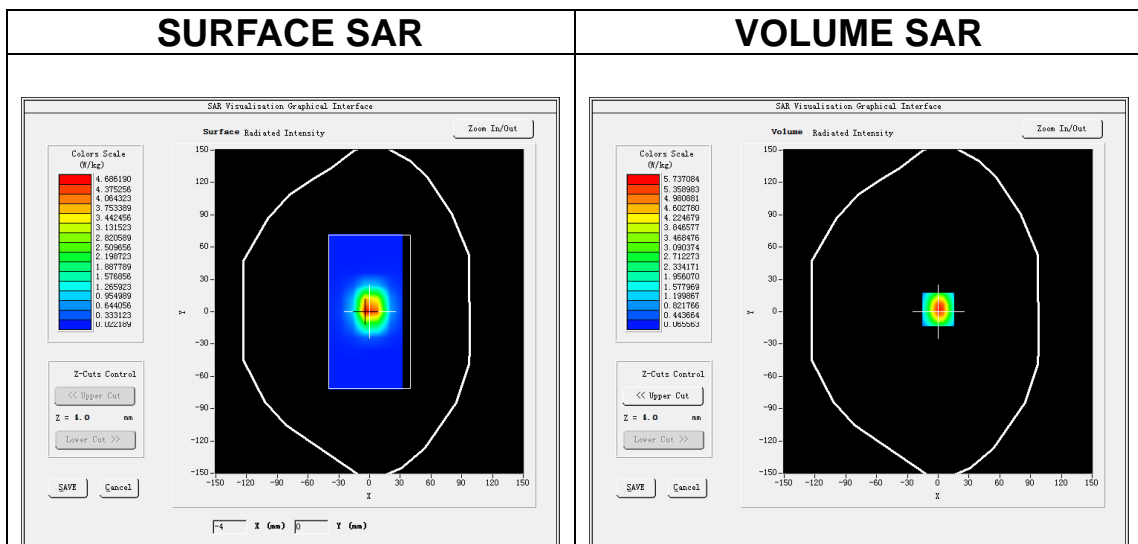 SURFACE SAR
SAR Visualisation Graphical Interface
Surface Radiated Intensity
Zoom In/Out
Colors Scale
(W/kg)
4.686190
4.375256
4.064323
3.753389
3.442456
3.131523
2.820589
2.509656
2.198723
1.887789
1.576856
1.265923
0.954989
0.644056
0.333123
0.022189
Z-Cuts Control
<< Upper Cut
Z = 4.0 mm
Lower Cut >>
SAVE Cancel
150
120
90
60
30
0
-30
-60
-90
-120
-150
Y
-150 -120 -90 -60 -30 0 30 60 90 120 150
X
-4 X (mm) 0 Y (mm)
VOLUME SAR
SAR Visualisation Graphical Interface
Volume Radiated Intensity
Zoom In/Out
Colors Scale
(W/kg)
5.737084
5.358983
4.980881
4.602780
4.224679
3.846577
3.468476
3.090374
2.712273
2.334171
1.956070
1.577969
1.199867
0.821766
0.443664
0.065563
Z-Cuts Control
<< Upper Cut
Z = 4.0 mm
Lower Cut >>
SAVE Cancel
150
120
90
60
30
0
-30
-60
-90
-120
-150
Y
-150 -120 -90 -60 -30 0 30 60 90 120 150
X